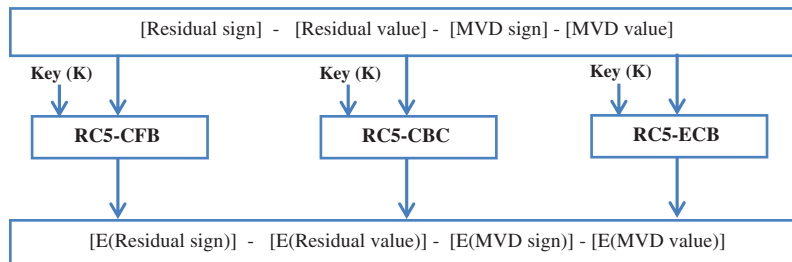 [Residual sign] - [Residual value] - [MVD sign] - [MVD value]
Key (K) Key (K) Key (K)
RC5-CFB RC5-CBC RC5-ECB
[E(Residual sign)] - [E(Residual value)] - [E(MVD sign)] - [E(MVD value)]